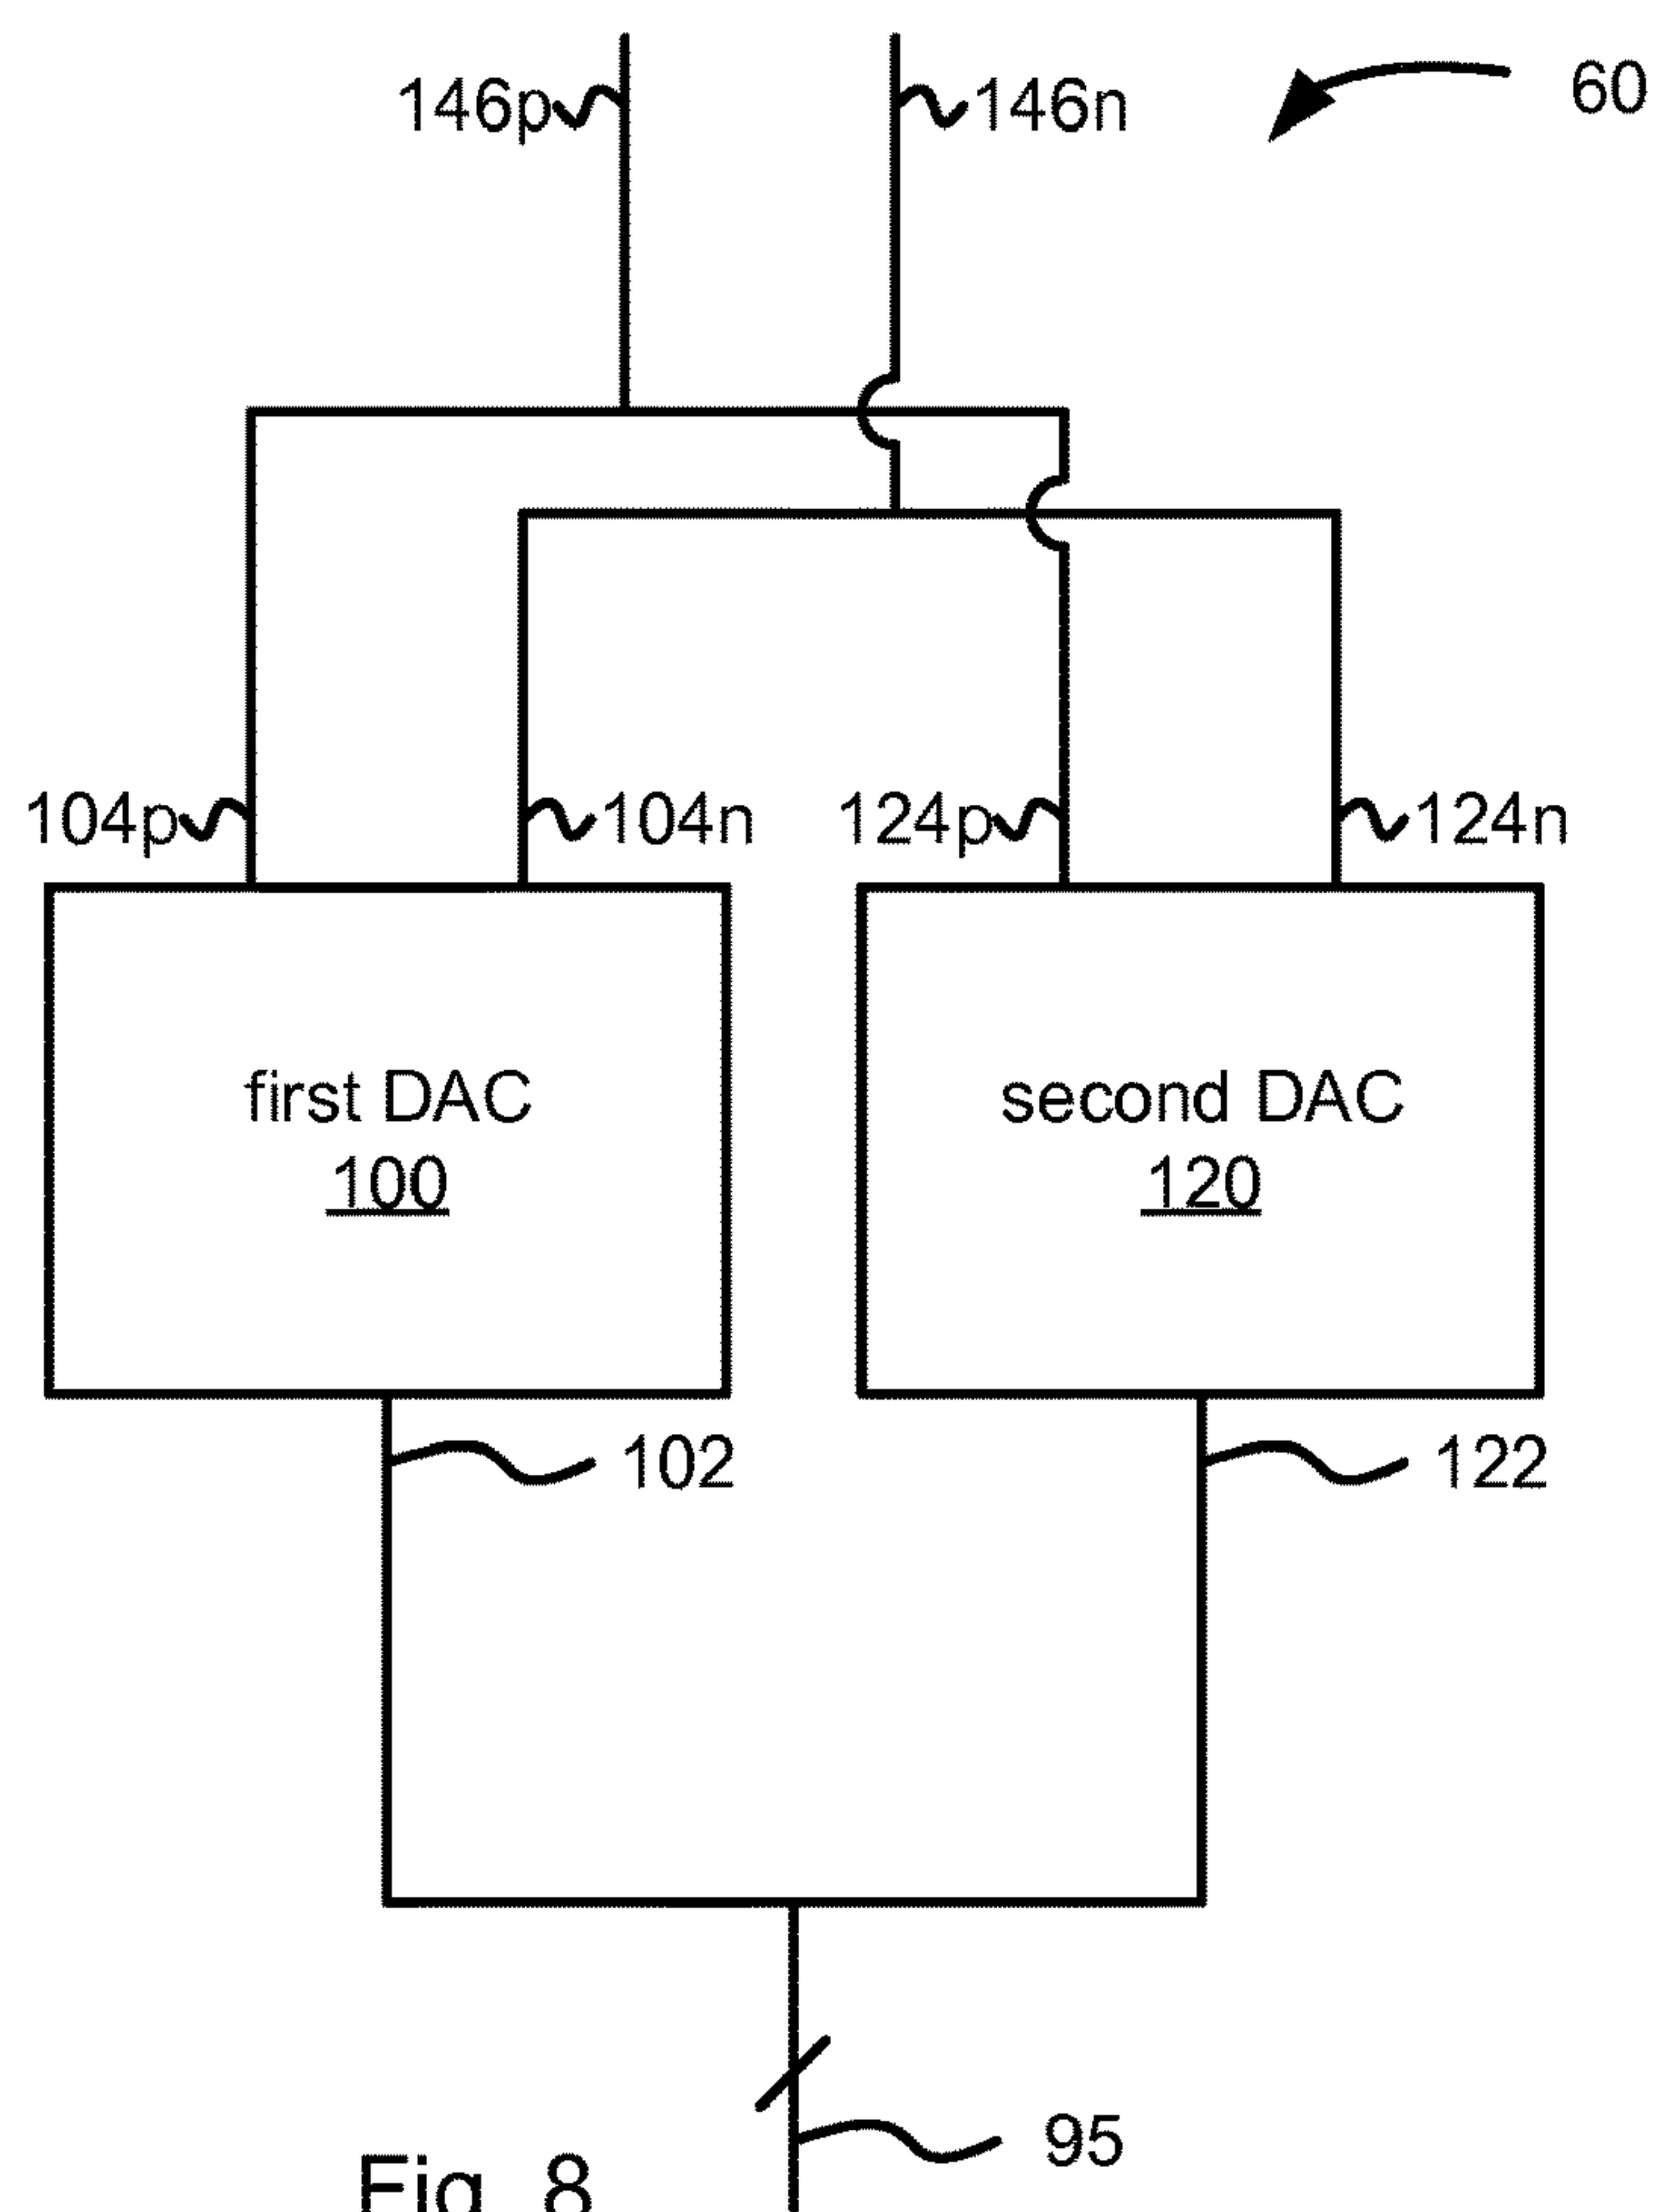 146p
146n
60
104p
104n
124p
124n
first DAC
100
second DAC
120
102
122
95
Fig. 8